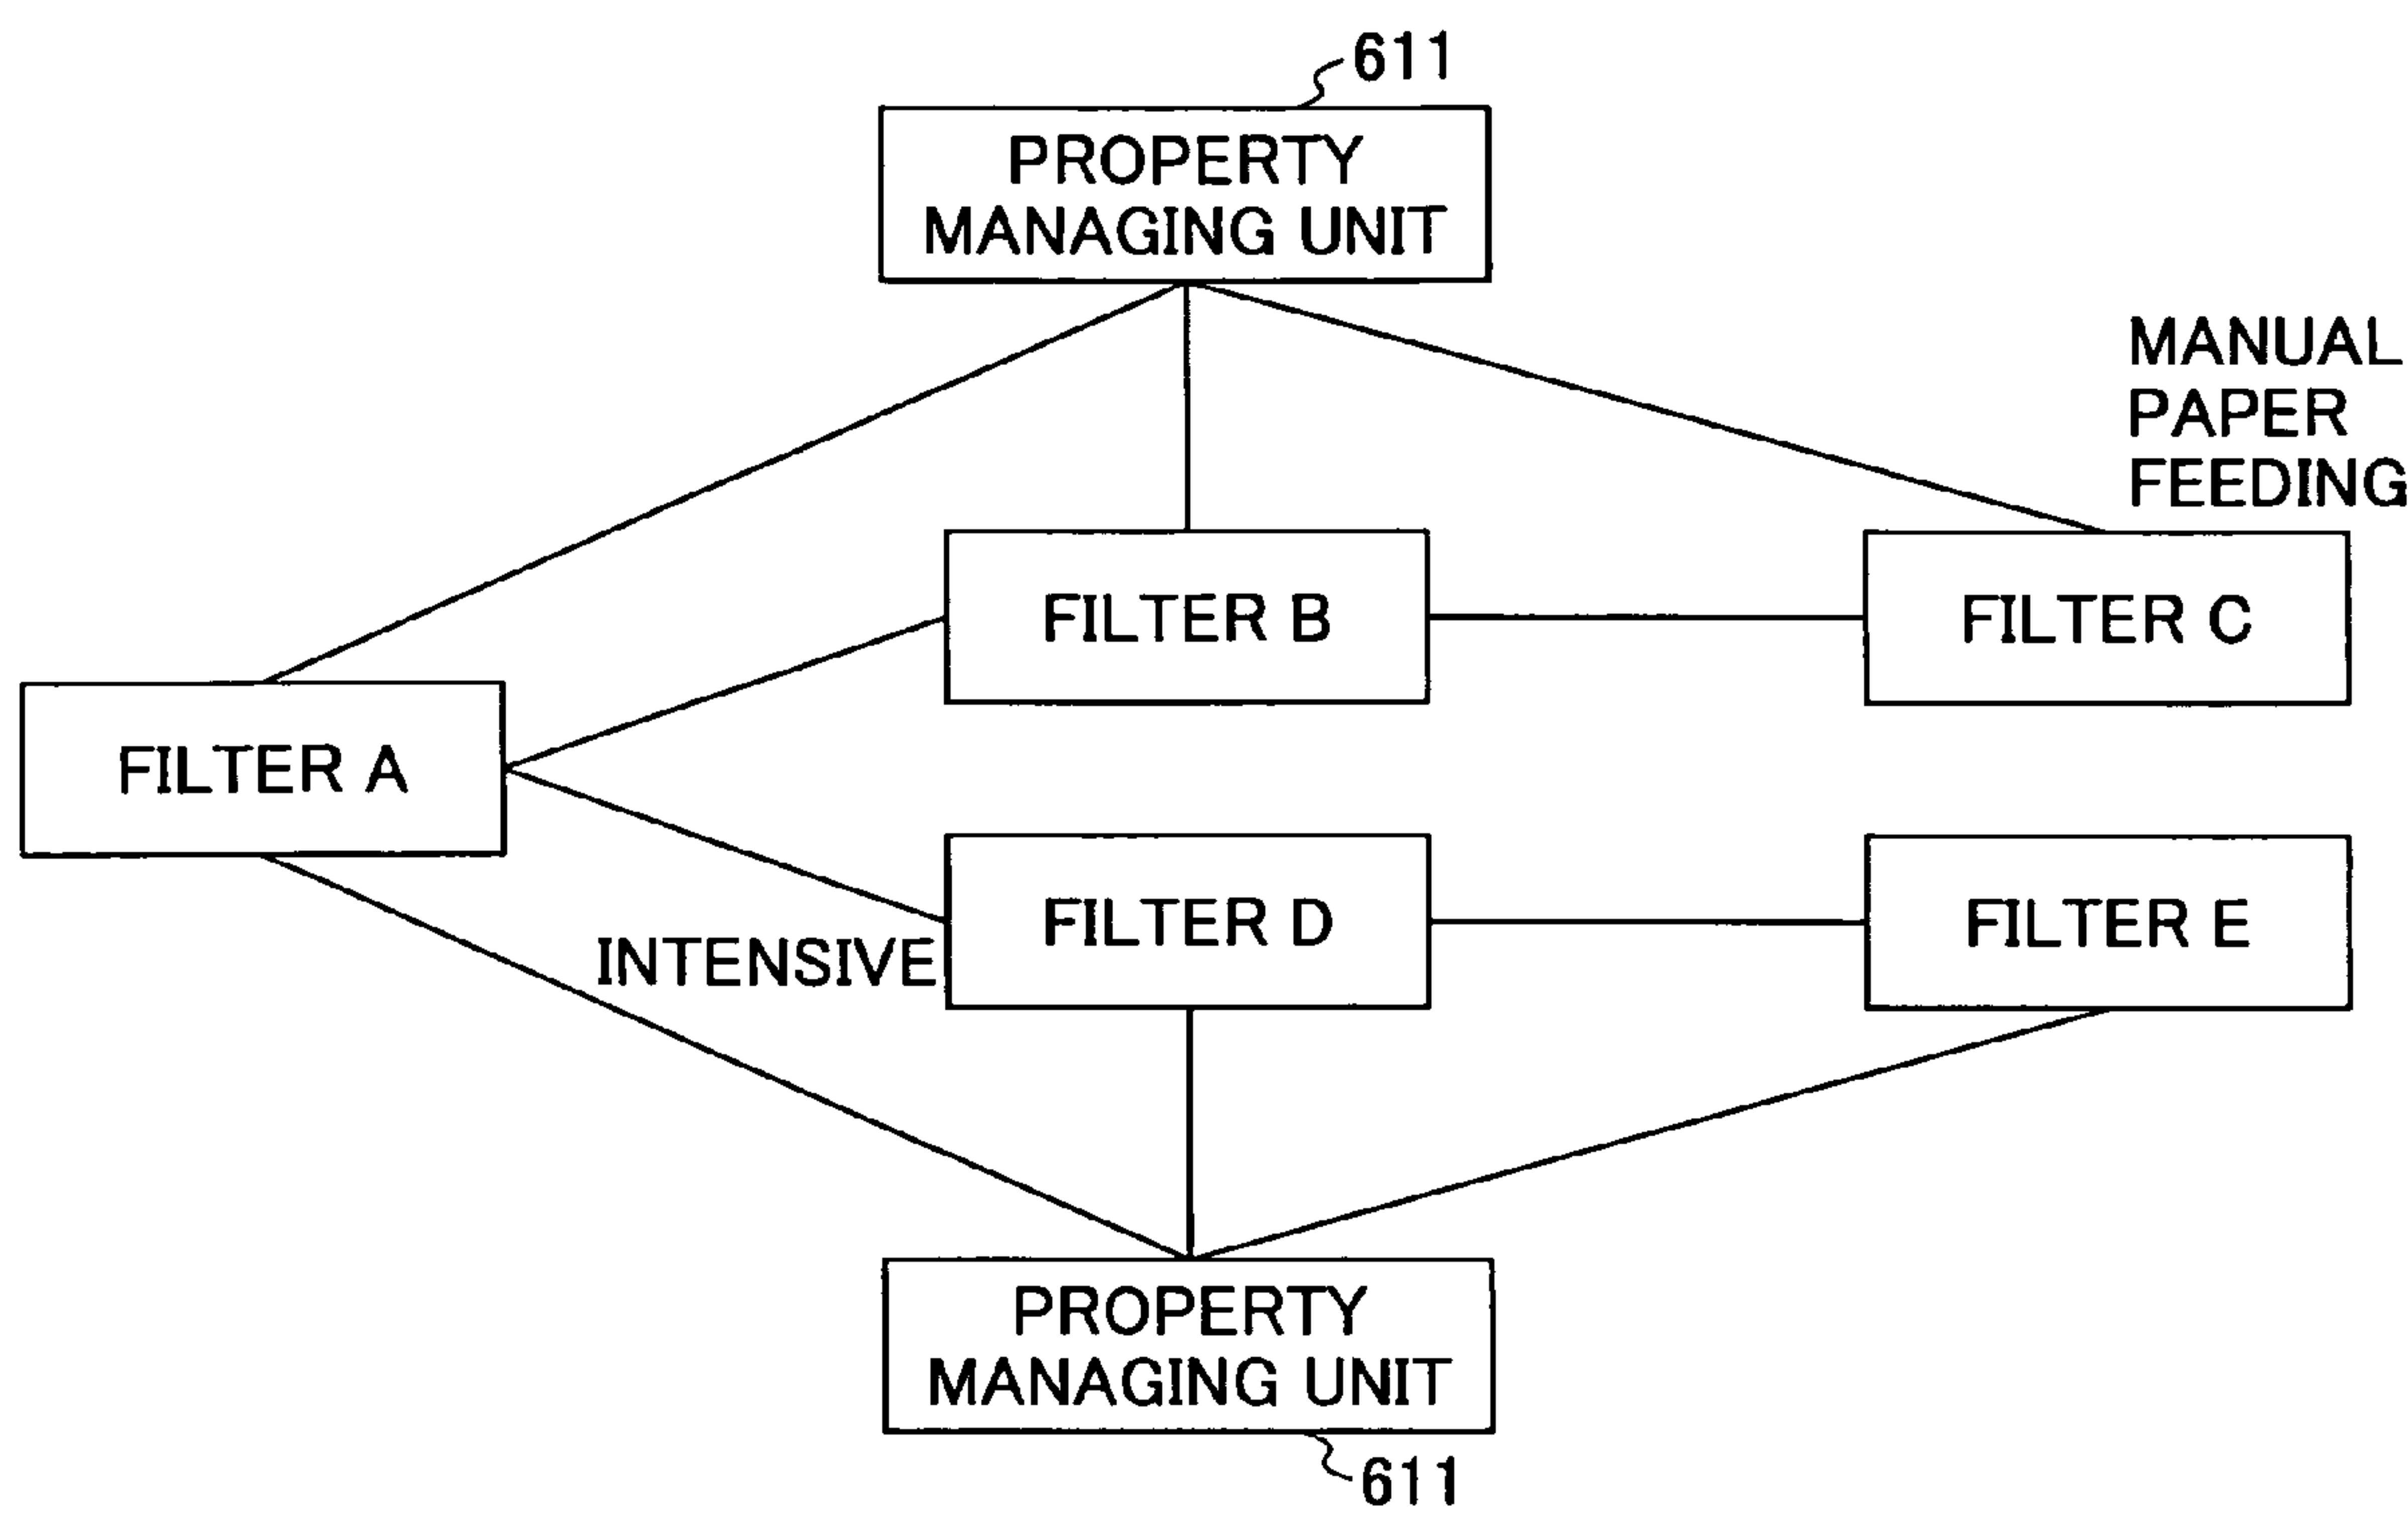 611
PROPERTY
MANAGING UNIT
MANUAL
PAPER
FEEDING
FILTER B
FILTER C
FILTER A
FILTER D
FILTER E
INTENSIVE
PROPERTY
MANAGING UNIT
611